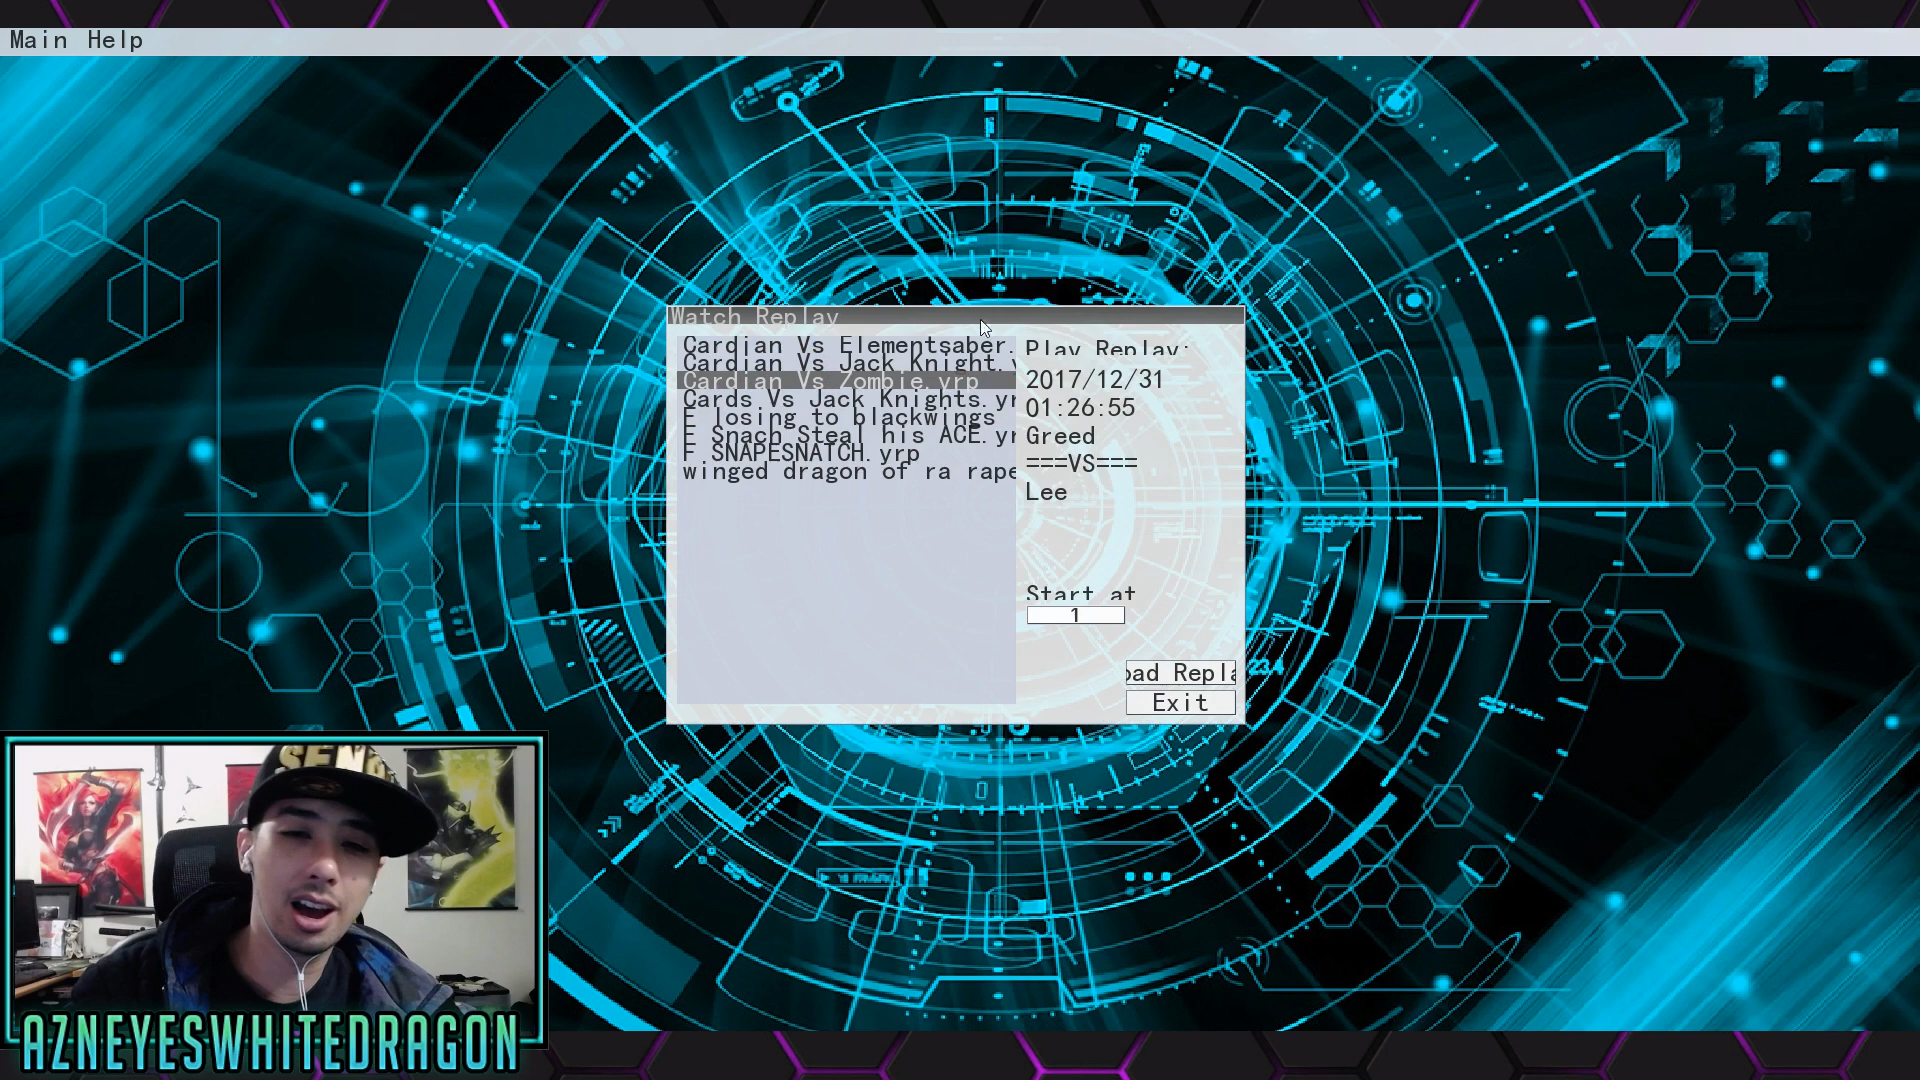 Main Help
Watch Replay
Cardian Vs Elementsaber.
Cardian Vs Jack Knight.y
Cardian Vs Zombie.yrp
Cards Vs Jack Knights.yr
F losing to blackwings
F Snach Steal his ACE.yr
F SNAPESNATCH.yrp
winged dragon of ra rape
Play Replay:
2017/12/31
01:26:55
Greed
===VS===
Lee
Start at
1
oad Repla
Exit
234
AZNEYESWHITEDRAGON